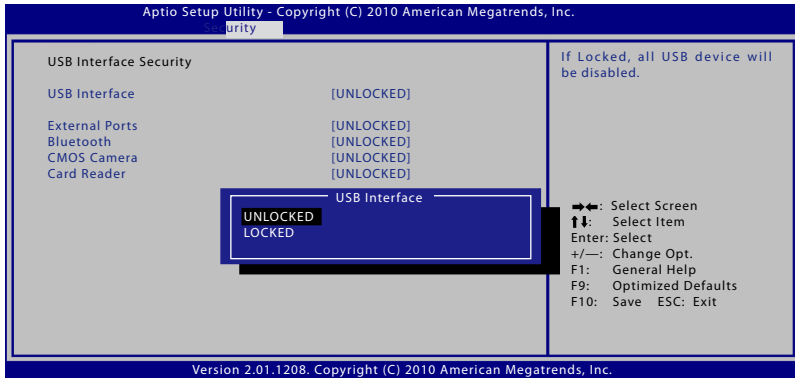 Aptio Setup Utility - Copyright (C) 2010 American Megatrends, Inc.
Security
USB Interface Security
USB Interface [UNLOCKED]
External Ports [UNLOCKED]
Bluetooth [UNLOCKED]
CMOS Camera [UNLOCKED]
Card Reader [UNLOCKED]
USB Interface
UNLOCKED
LOCKED
If Locked, all USB device will
be disabled.
→←: Select Screen
↑↓: Select Item
Enter: Select
+/—: Change Opt.
F1: General Help
F9: Optimized Defaults
F10: Save ESC: Exit
Version 2.01.1208. Copyright (C) 2010 American Megatrends, Inc.